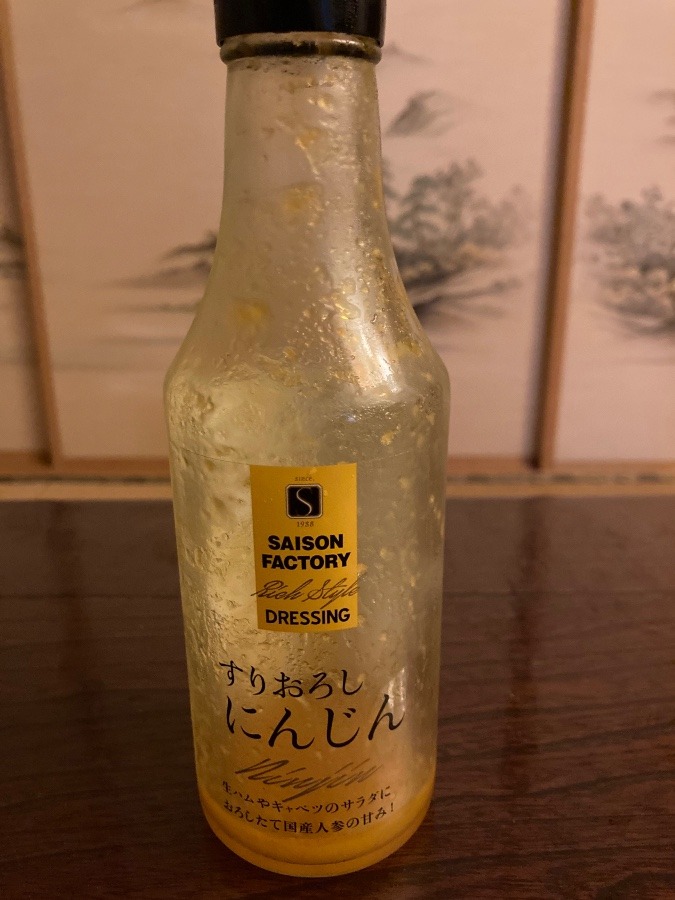 since
S
1958
SAISON
FACTORY
Rich Style
DRESSING
すりおろし
にんじん
Ninjin
生ハムやキャベツのサラダに
おろしたて国産人参の甘み!